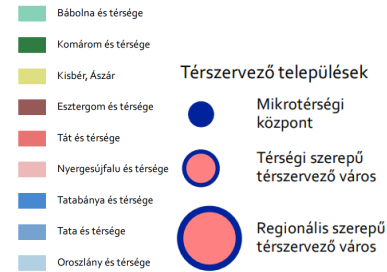 Bábolna és térsége
Komárom és térsége
Kisbér, Ászár
Esztergom és térsége
Tát és térsége
Nyergesújfalu és térsége
Tatabánya és térsége
Tata és térsége
Oroszlány és térsége
Térszervező települések
Mikrotérségi
központ
Térségi szerepű
térszervező város
Regionális szerepű
térszervező város